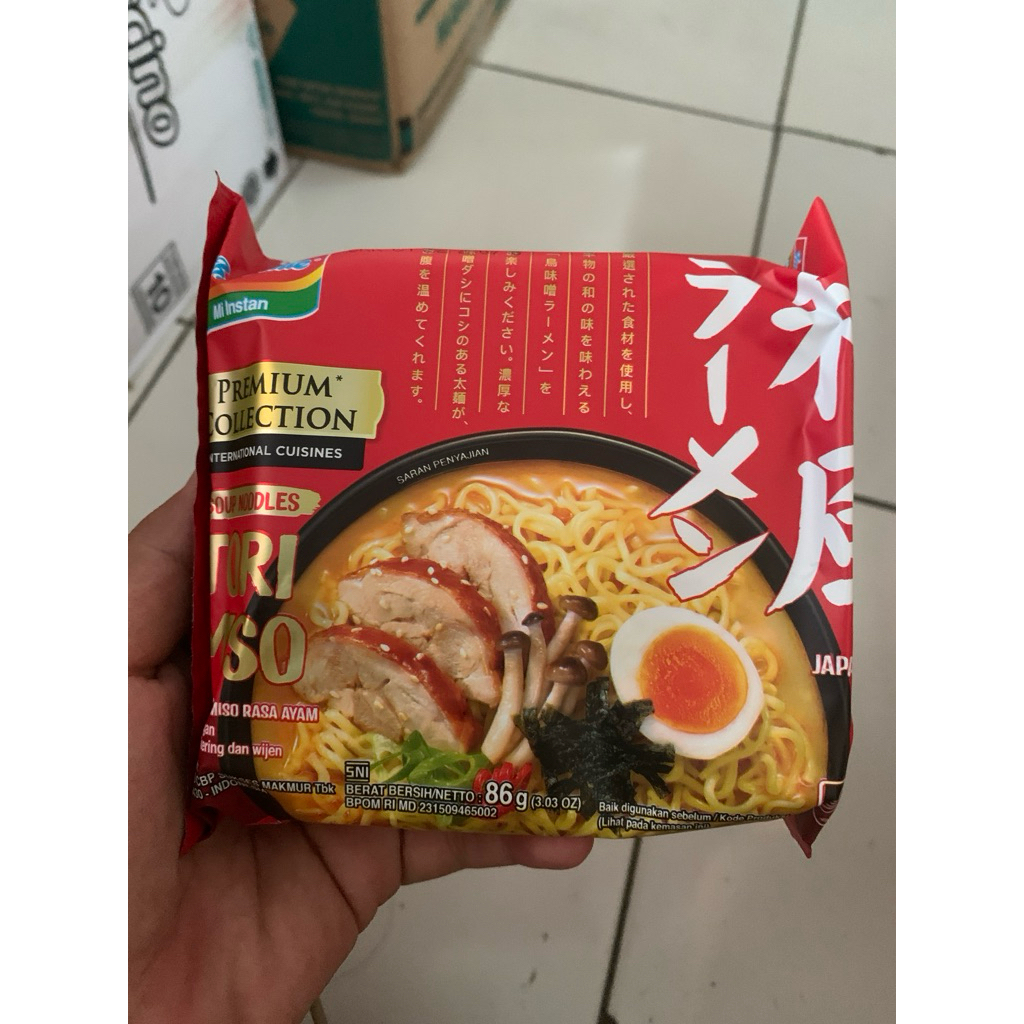 dino
10
Mi Instan
PREMIUM*
COLLECTION
INTERNATIONAL CUISINES
SOUP NOODLES
TORI
MISO
MISO RASA AYAM
ering dan wijen
MAKMUR Tbk
選された食材を使用し、
物の和の味を味わえる
鳥味噌ラーメン」を
楽しみください。濃厚な
噌ダシにコシのある太麺が、
腹を温めてくれます。
ラーメン
SARAN PENYAJIAN
JAPA
SNI
BERAT BERSIH/NETTO : 86 g (3.03 OZ)
BPOM RI MD 231509465002
Baik digunakan sebelum / Kode
(Lihat pada kemasan